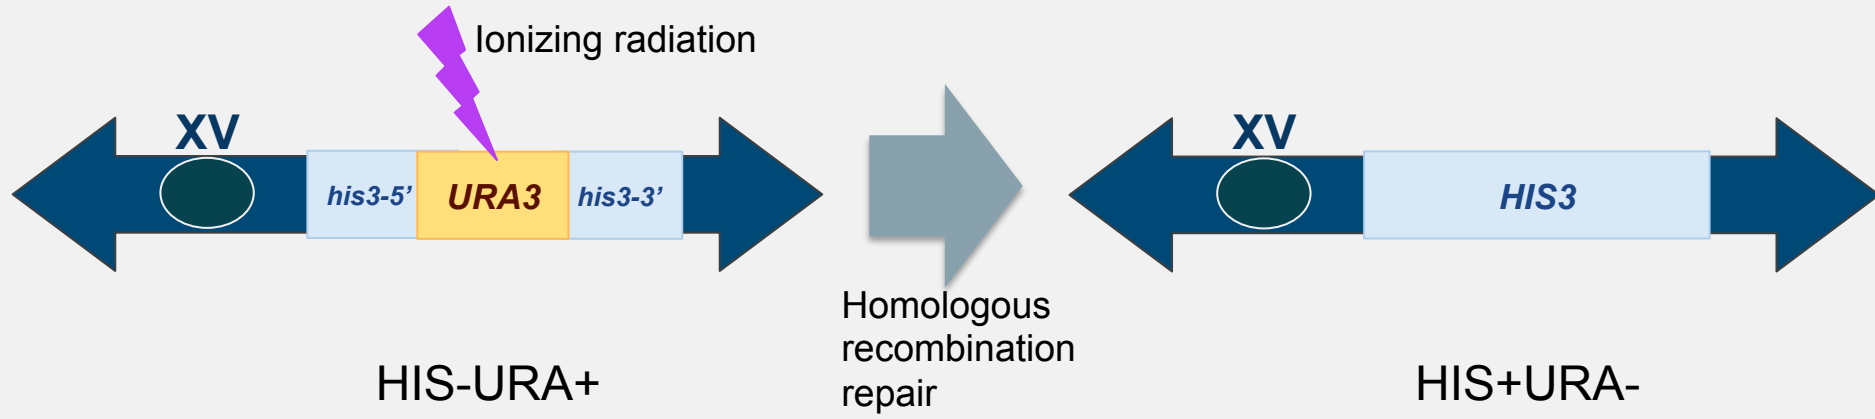 Ionizing radiation
XV
his3-5’
URA3
his3-3’
HIS-URA+
Homologous
recombination
repair
XV
HIS3
HIS+URA-